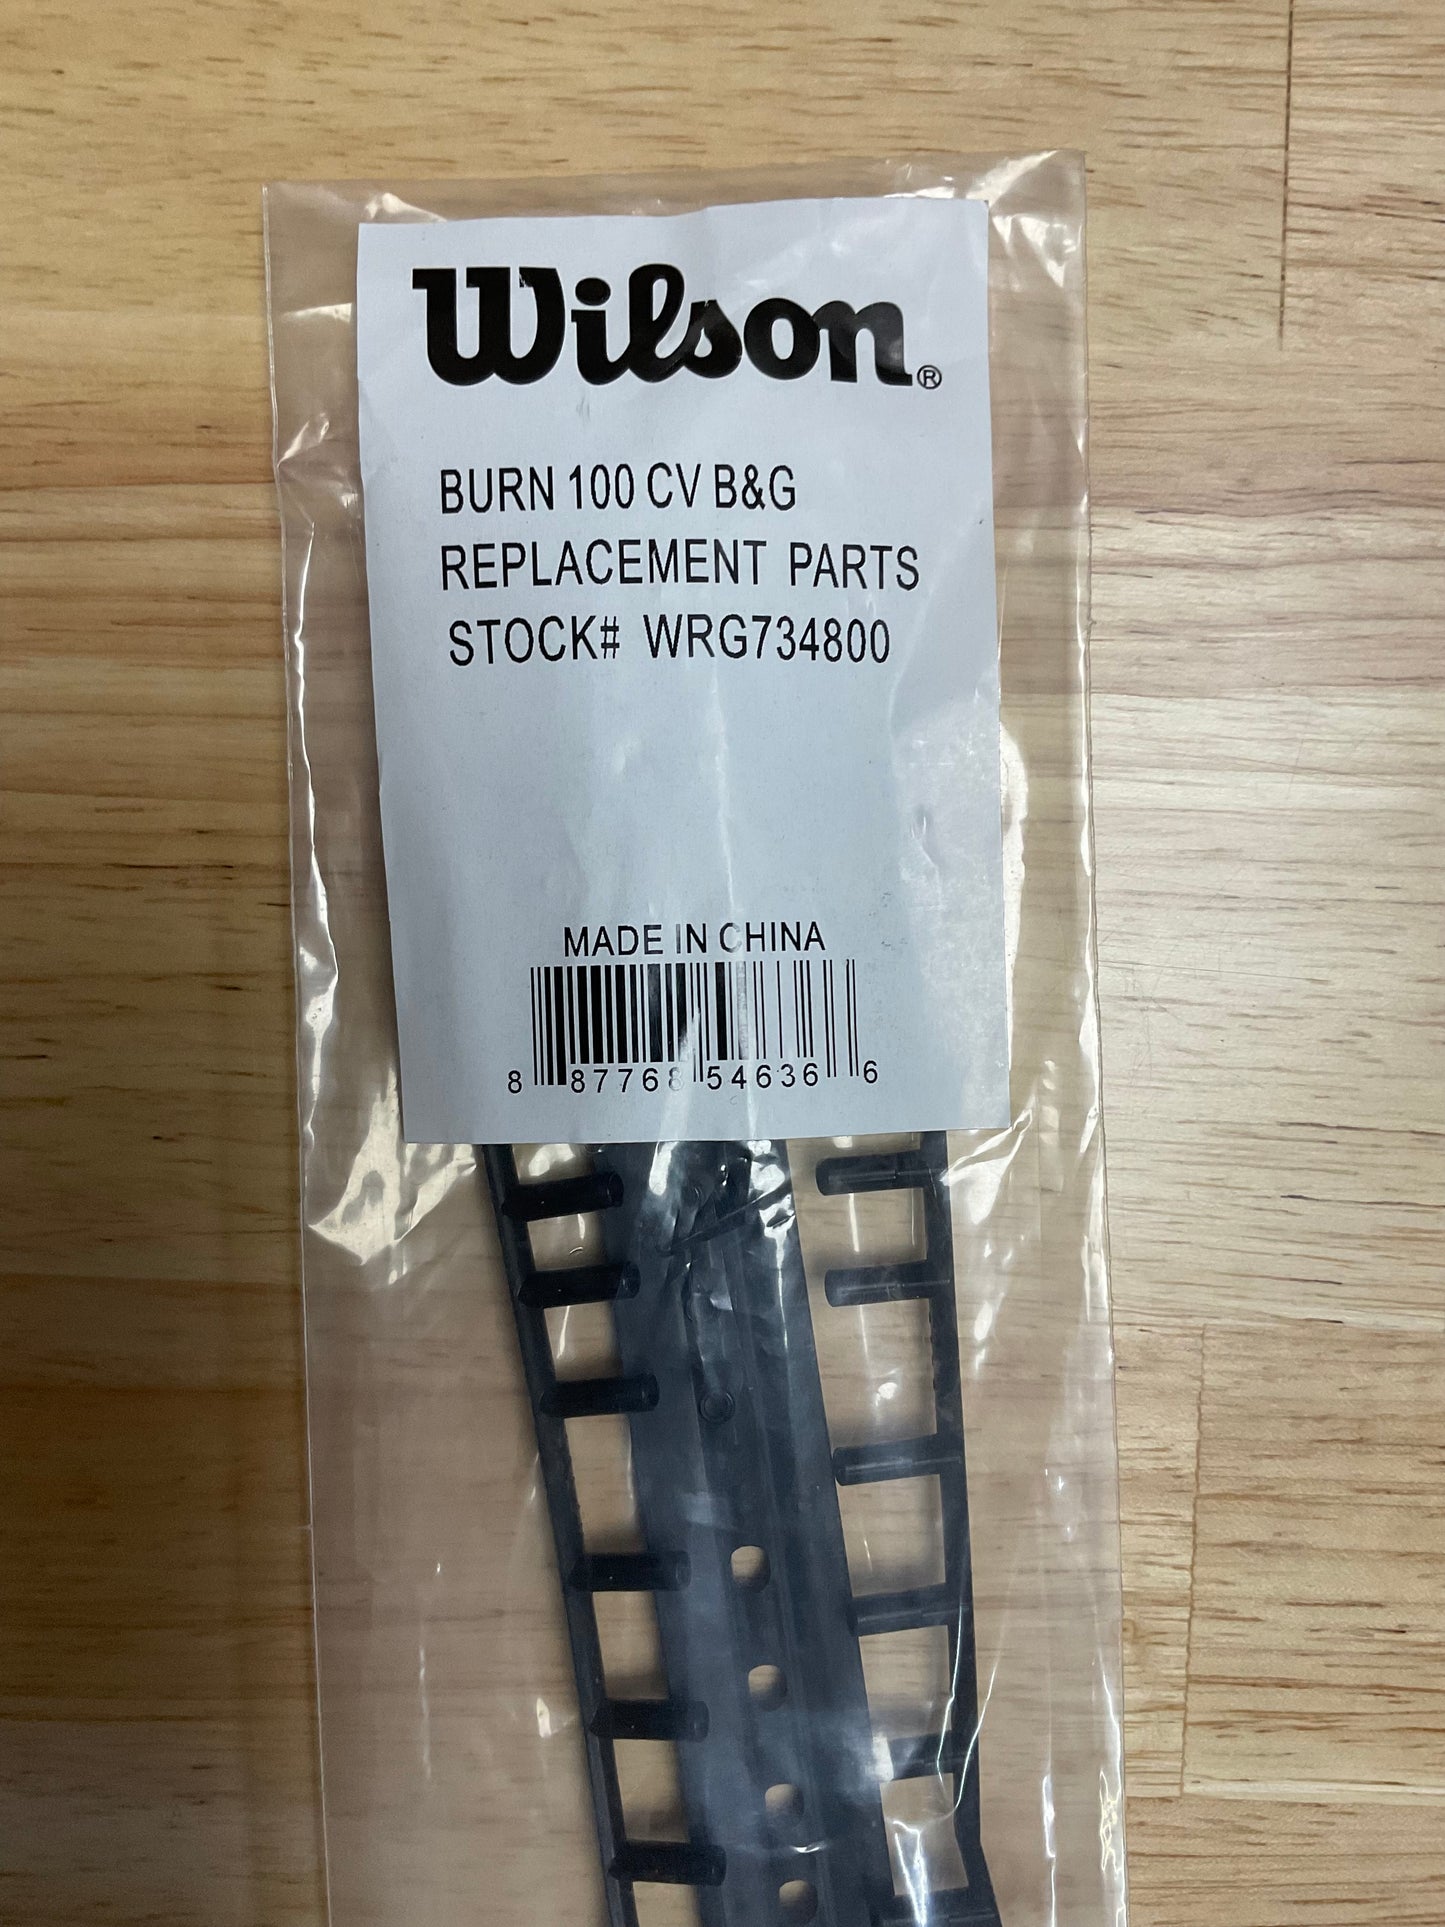 Wilson®
BURN 100 CV B&G
REPLACEMENT PARTS
STOCK# WRG734800
MADE IN CHINA
8 87768 54636 6